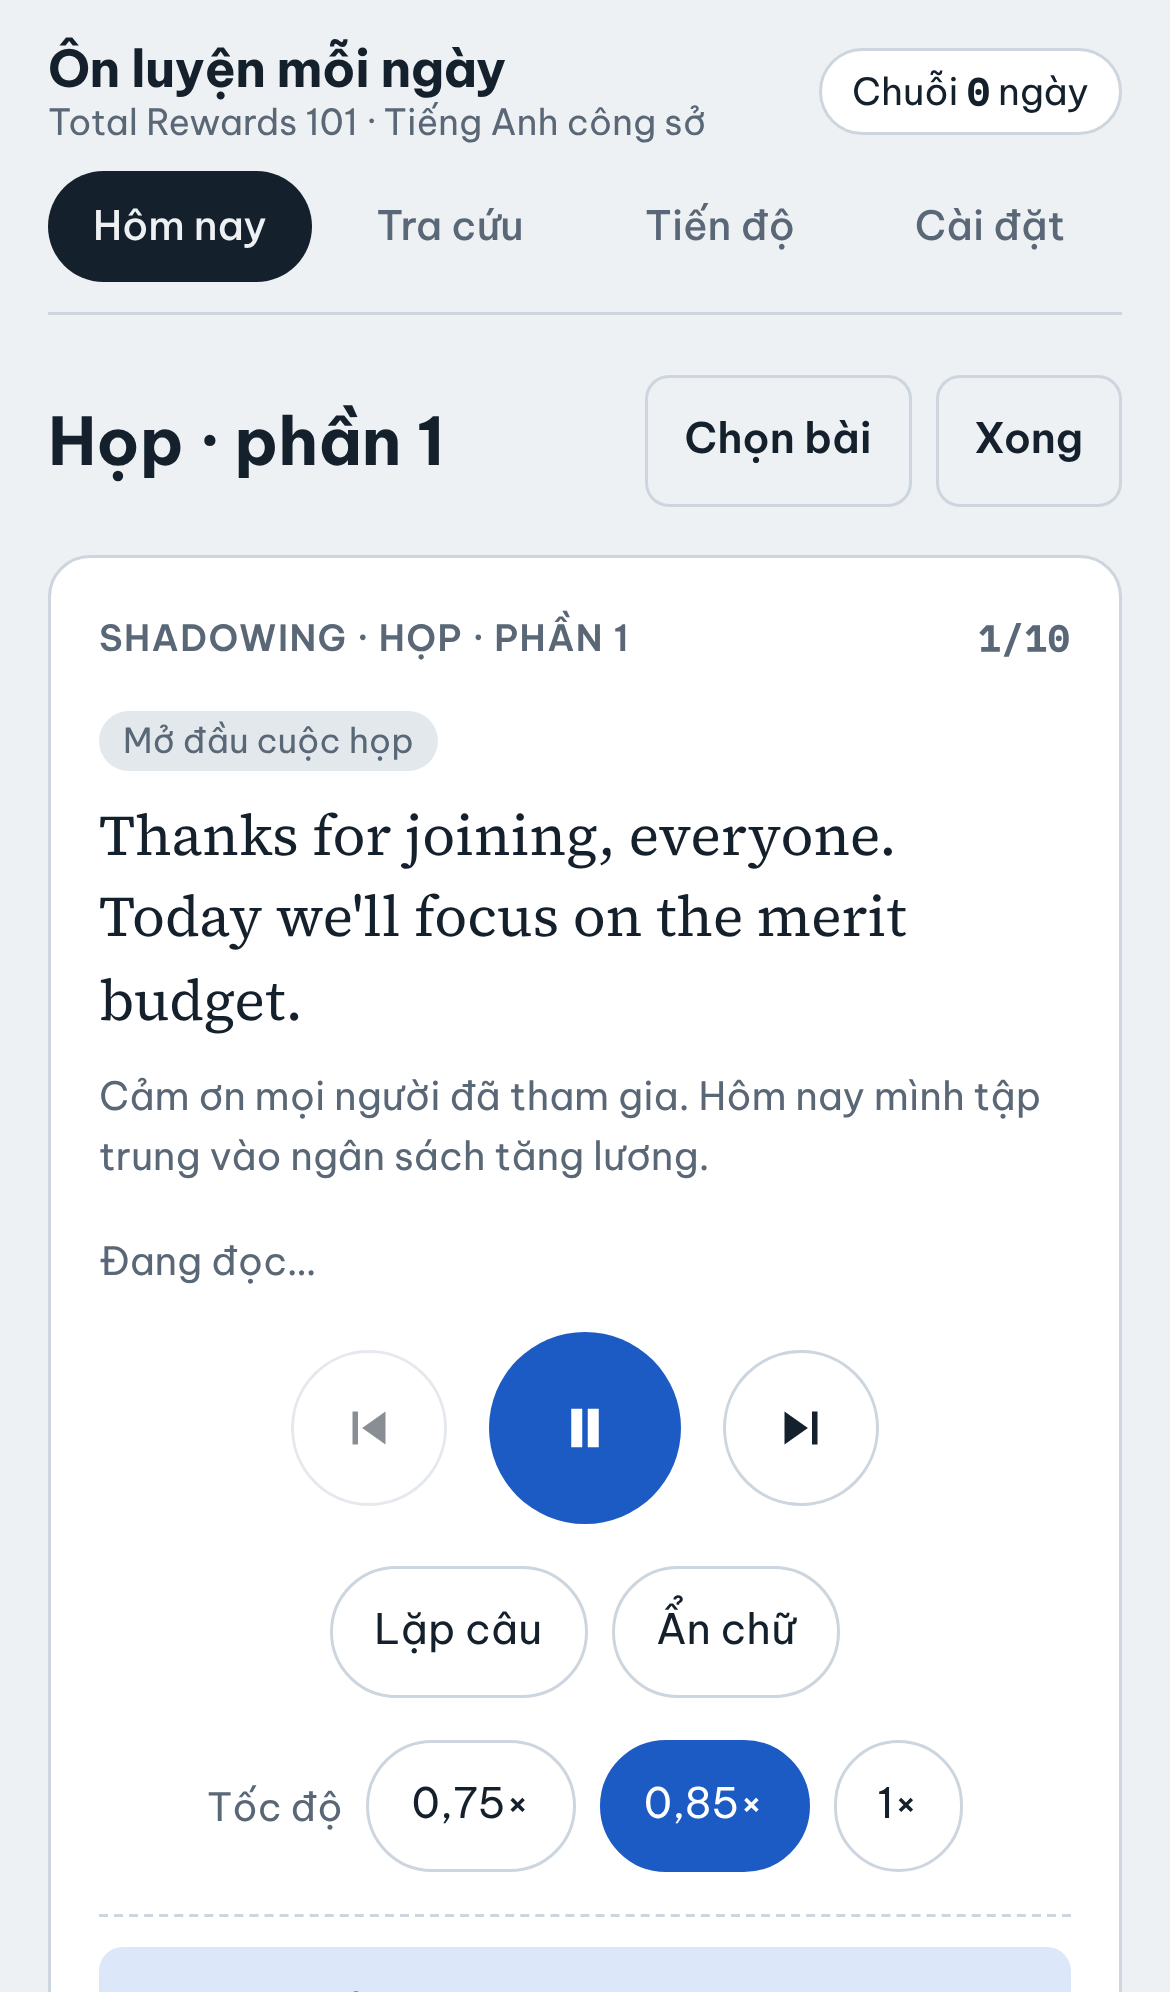 Ôn luyện mỗi ngày
Total Rewards 101 · Tiếng Anh công sở
Chuỗi 0 ngày
Hôm nay
Tra cứu
Tiến độ
Cài đặt
Họp · phần 1
Chọn bài
Xong
SHADOWING · HỌP · PHẦN 1
1/10
Mở đầu cuộc họp
Thanks for joining, everyone.
Today we'll focus on the merit
budget.
Cảm ơn mọi người đã tham gia. Hôm nay mình tập
trung vào ngân sách tăng lương.
Đang đọc...
Lặp câu
Ẩn chữ
Tốc độ
0,75×
0,85×
1×